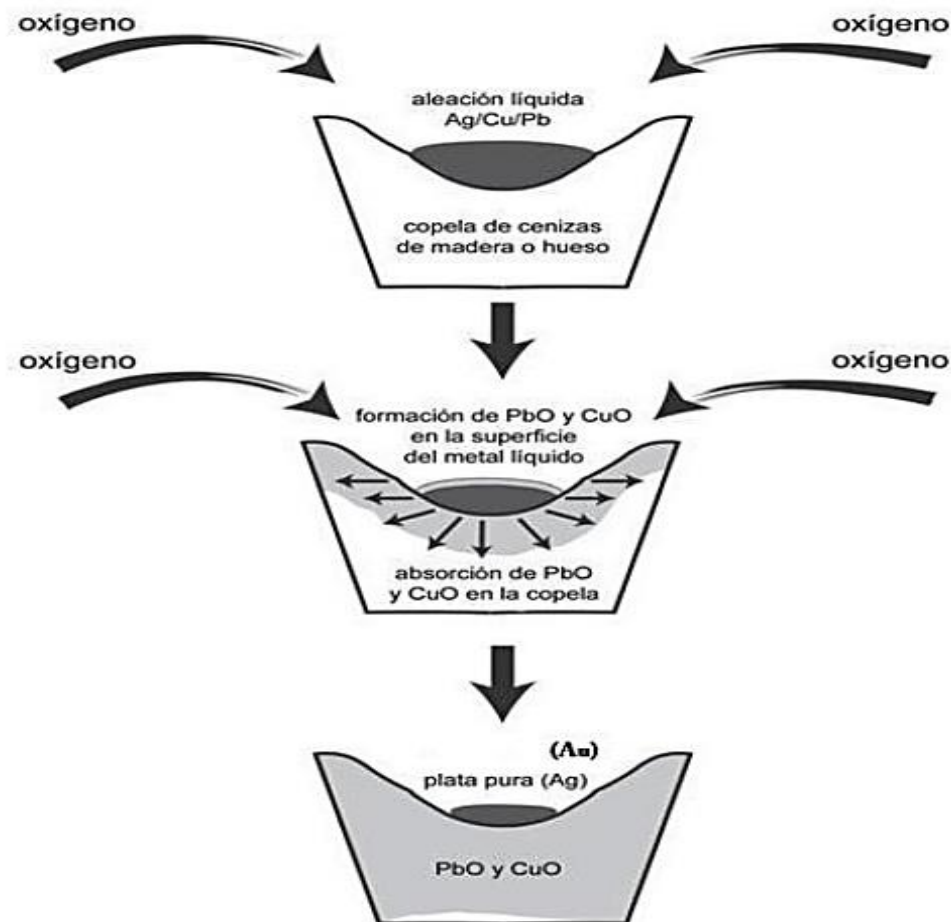 oxígeno
oxígeno
aleación líquida
Ag/Cu/Pb
copela de cenizas
de madera o hueso
oxígeno
oxígeno
formación de PbO y CuO
en la superficie
del metal líquido
absorción de PbO
y CuO en la copela
(Au)
plata pura (Ag)
PbO y CuO